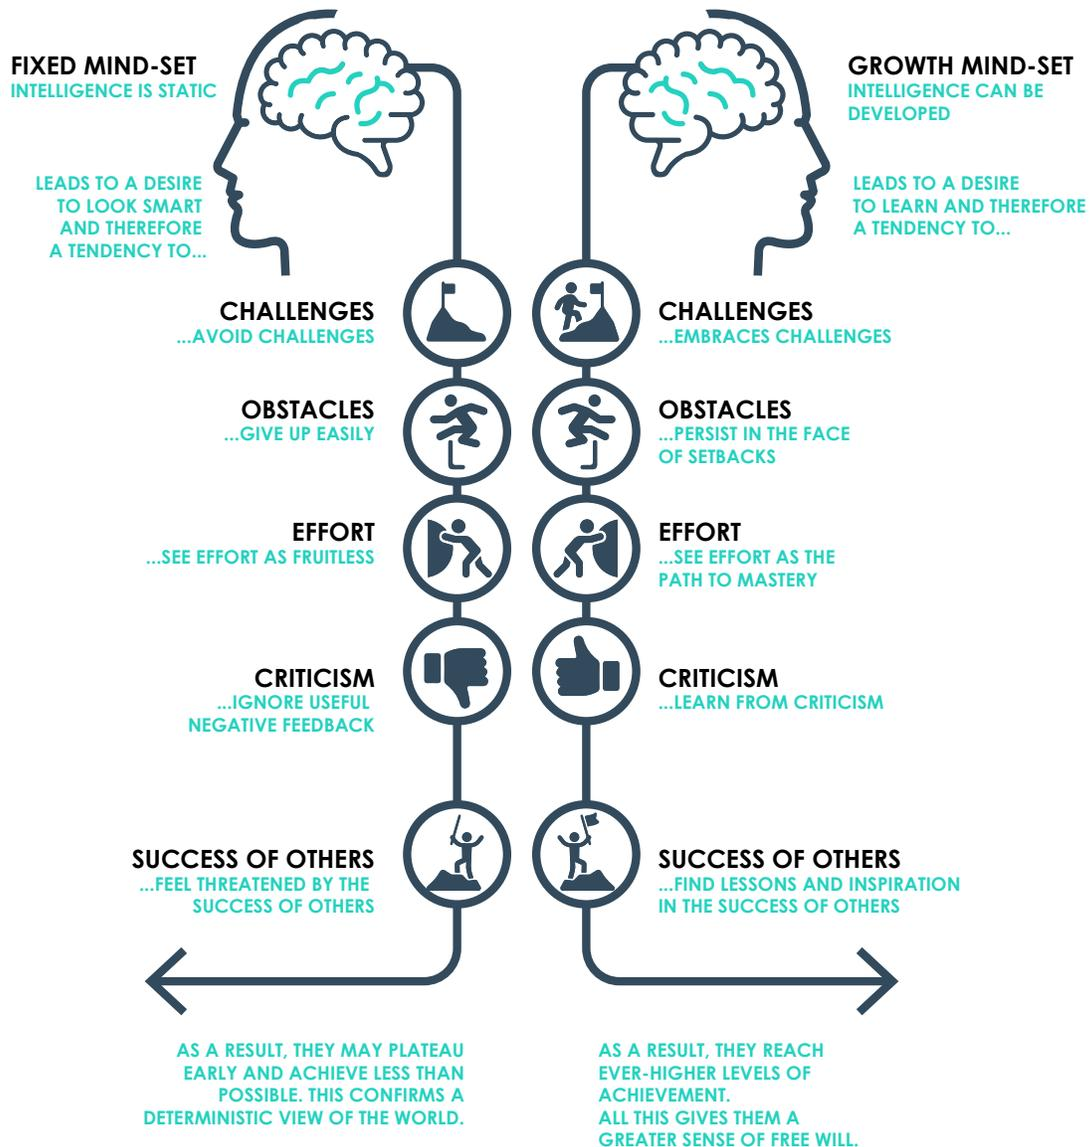 FIXED MIND-SET
INTELLIGENCE IS STATIC
LEADS TO A DESIRE
TO LOOK SMART
AND THEREFORE
A TENDENCY TO...
CHALLENGES
...AVOID CHALLENGES
OBSTACLES
...GIVE UP EASILY
EFFORT
...SEE EFFORT AS FRUITLESS
CRITICISM
...IGNORE USEFUL
NEGATIVE FEEDBACK
SUCCESS OF OTHERS
...FEEL THREATENED BY THE
SUCCESS OF OTHERS
AS A RESULT, THEY MAY PLATEAU
EARLY AND ACHIEVE LESS THAN
POSSIBLE. THIS CONFIRMS A
DETERMINISTIC VIEW OF THE WORLD.
GROWTH MIND-SET
INTELLIGENCE CAN BE
DEVELOPED
LEADS TO A DESIRE
TO LEARN AND THEREFORE
A TENDENCY TO...
CHALLENGES
...EMBRACES CHALLENGES
OBSTACLES
...PERSIST IN THE FACE
OF SETBACKS
EFFORT
...SEE EFFORT AS THE
PATH TO MASTERY
CRITICISM
...LEARN FROM CRITICISM
SUCCESS OF OTHERS
...FIND LESSONS AND INSPIRATION
IN THE SUCCESS OF OTHERS
AS A RESULT, THEY REACH
EVER-HIGHER LEVELS OF
ACHIEVEMENT.
ALL THIS GIVES THEM A
GREATER SENSE OF FREE WILL.